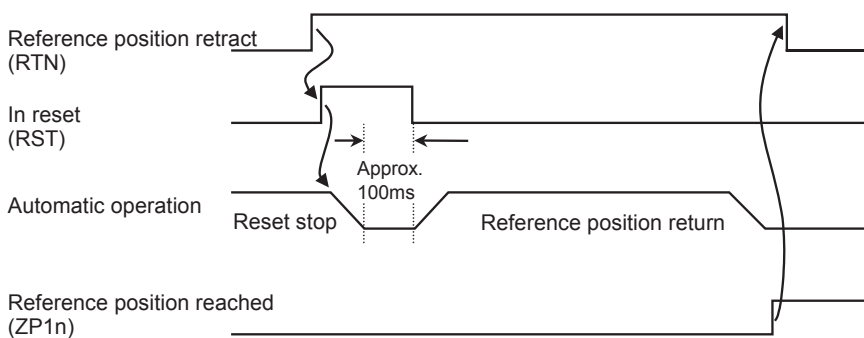 Reference position retract
(RTN)
In reset
(RST)
Approx.
100ms
Automatic operation
Reset stop
Reference position return
Reference position reached
(ZP1n)